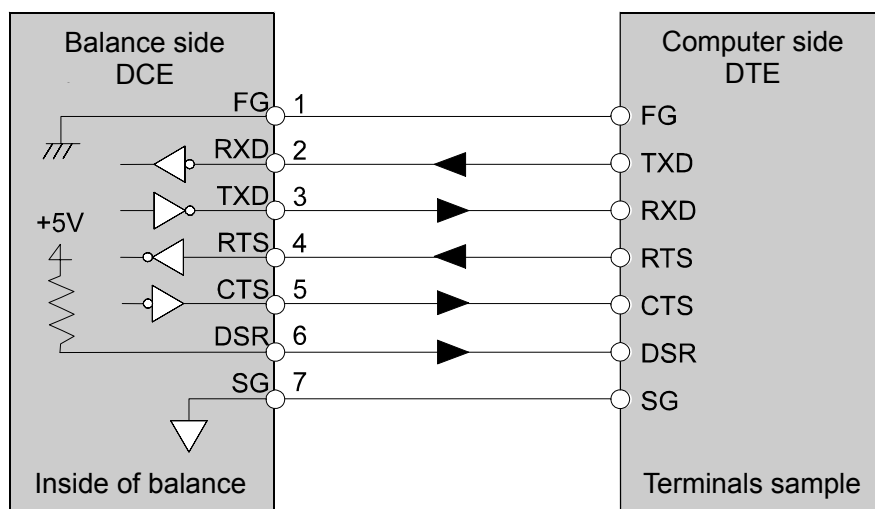 Balance side
DCE
Computer side
DTE
FG 1 FG
RXD 2 TXD
TXD 3 RXD
+5V
RTS 4 RTS
CTS 5 CTS
DSR 6 DSR
SG 7 SG
Inside of balance
Terminals sample